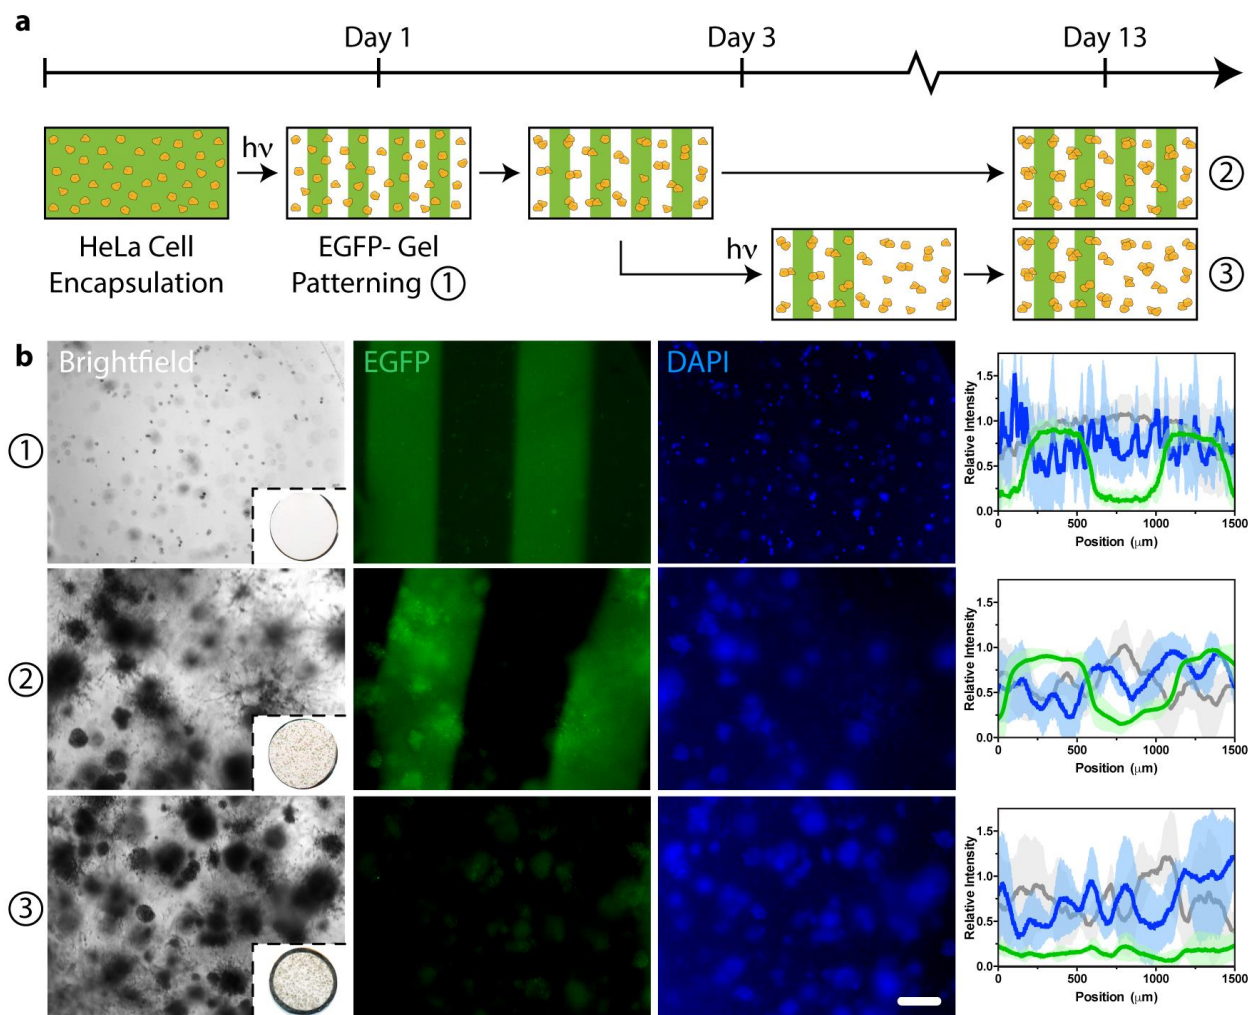 a
Day 1
Day 3
Day 13
hν
②
HeLa Cell
Encapsulation
EGFP- Gel
Patterning ①
hν
③
b
Brightfield
EGFP
DAPI
①
Relative Intensity
1.5
1.0
0.5
0.0
0
500
1000
1500
Position (μm)
②
Relative Intensity
1.5
1.0
0.5
0.0
0
500
1000
1500
Position (μm)
③
Relative Intensity
1.5
1.0
0.5
0.0
0
500
1000
1500
Position (μm)